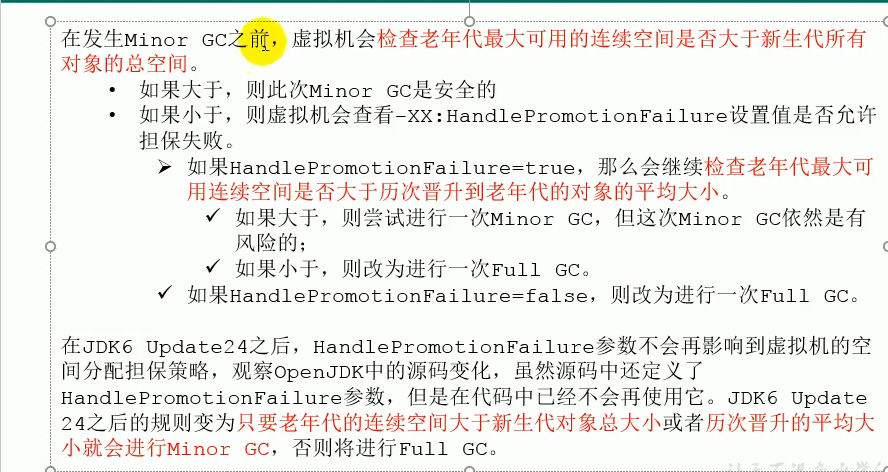 在发生Minor GC之前，虚拟机会检查老年代最大可用的连续空间是否大于新生代所有
对象的总空间。
• 如果大于，则此次Minor GC是安全的
• 如果小于，则虚拟机会查看-XX:HandlePromotionFailure设置值是否允许
担保失败。
➢ 如果HandlePromotionFailure=true，那么会继续检查老年代最大可
用连续空间是否大于历次晋升到老年代的对象的平均大小。
✓ 如果大于，则尝试进行一次Minor GC，但这次Minor GC依然是有
风险的；
✓ 如果小于，则改为进行一次Full GC。
✓ 如果HandlePromotionFailure=false，则改为进行一次Full GC。
在JDK6 Update24之后，HandlePromotionFailure参数不会再影响到虚拟机的空
间分配担保策略，观察OpenJDK中的源码变化，虽然源码中还定义了
HandlePromotionFailure参数，但是在代码中已经不会再使用它。JDK6 Update
24之后的规则变为只要老年代的连续空间大于新生代对象总大小或者历次晋升的平均大
小就会进行Minor GC，否则将进行Full GC。